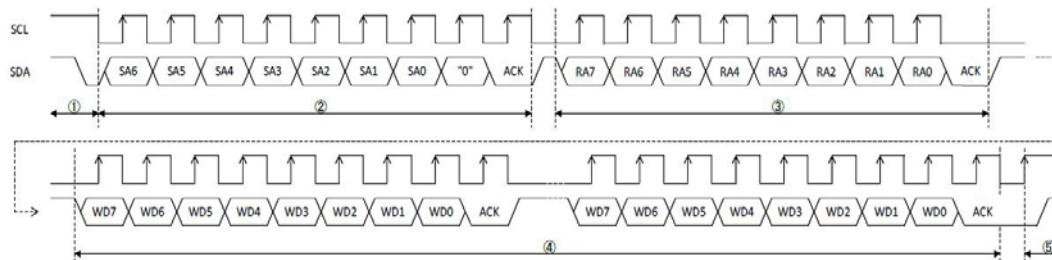 SCL
SDA SA6 SA5 SA4 SA3 SA2 SA1 SA0 "0" ACK RA7 RA6 RA5 RA4 RA3 RA2 RA1 RA0 ACK
① ② ③
WD7 WD6 WD5 WD4 WD3 WD2 WD1 WD0 ACK WD7 WD6 WD5 WD4 WD3 WD2 WD1 WD0 ACK
④ ⑤